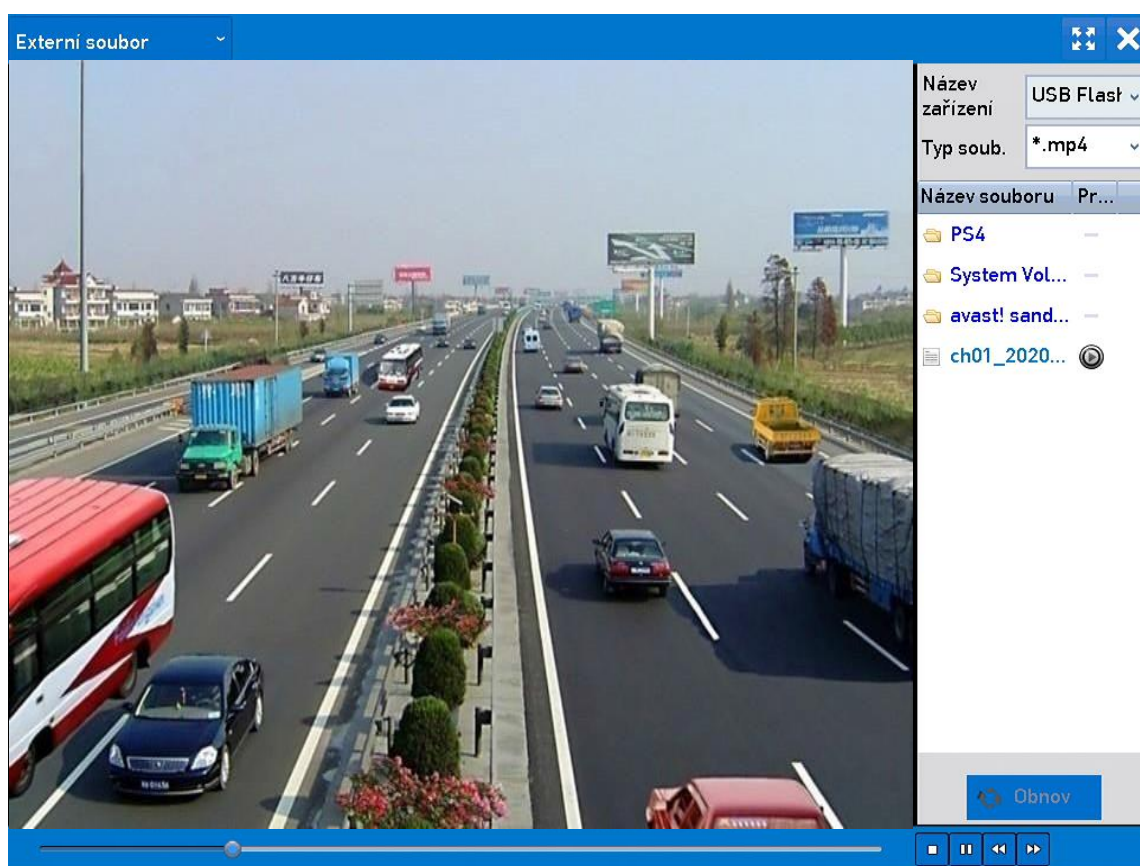 Externí soubor
Název
zařízení
USB Flash
Typ soub.
*.mp4
Název souboru Pr...
PS4
System Vol...
avast! sand...
ch01_2020...
Obnov